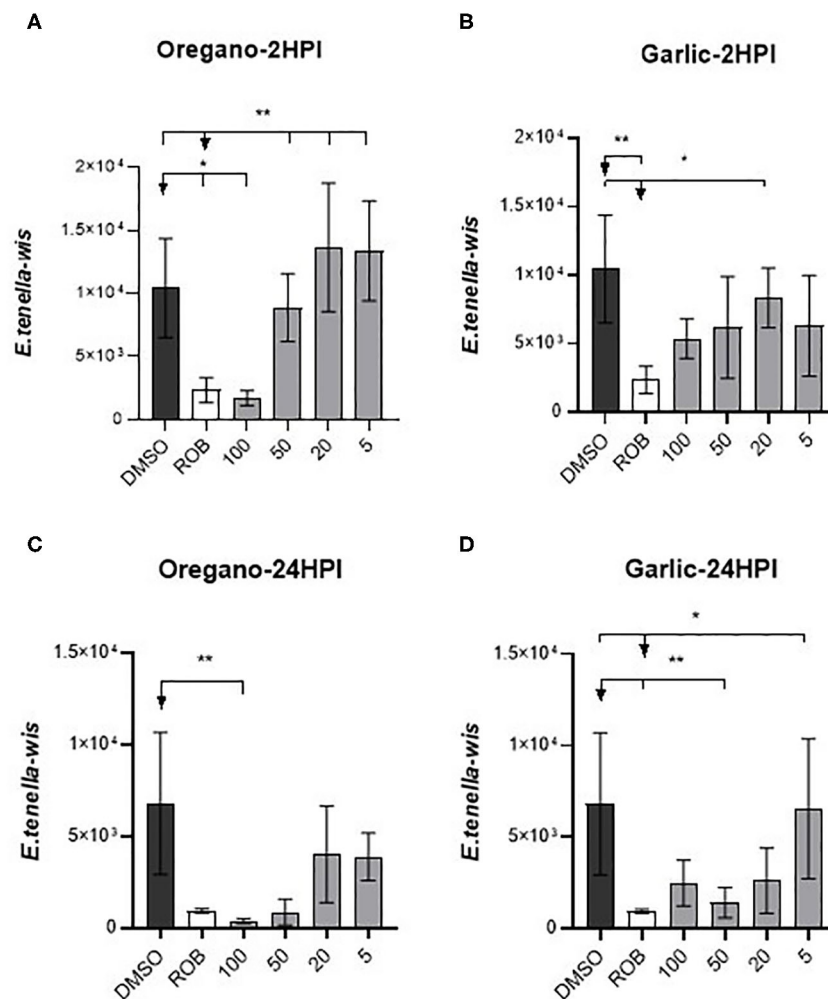 A
Oregano-2HPI
**
*
2×10⁴
1.5×10⁴
1×10⁴
5×10³
0
E.tenella-wis
DMSO
ROB
100
50
20
5
B
Garlic-2HPI
**
*
2×10⁴
1.5×10⁴
1×10⁴
5×10³
0
E.tenella-wis
DMSO
ROB
100
50
20
5
C
Oregano-24HPI
**
1.5×10⁴
1×10⁴
5×10³
0
E.tenella-wis
DMSO
ROB
100
50
20
5
D
Garlic-24HPI
*
**
1.5×10⁴
1×10⁴
5×10³
0
E.tenella-wis
DMSO
ROB
100
50
20
5